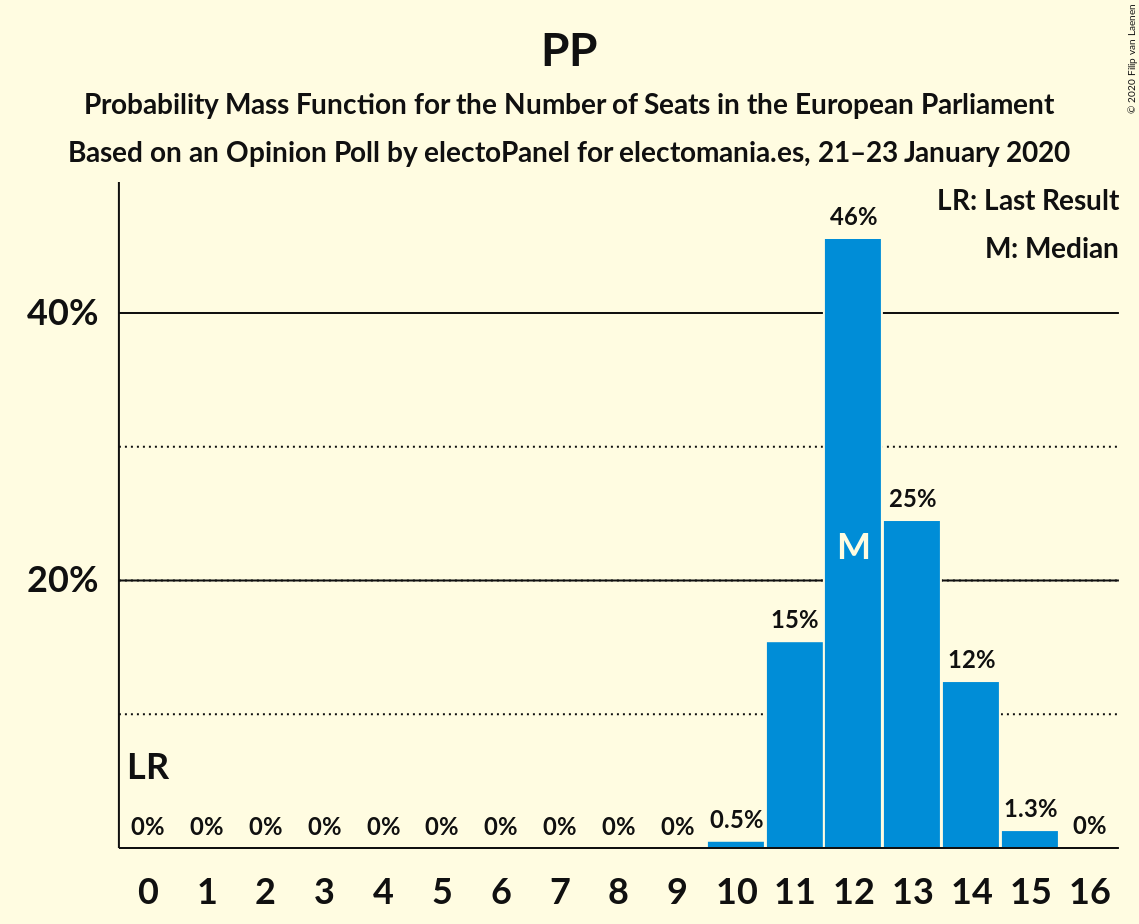 © 2020 Filip van Laenen
PP
Probability Mass Function for the Number of Seats in the European Parliament
Based on an Opinion Poll by electoPanel for electomania.es, 21–23 January 2020
LR: Last Result
M: Median
46%
40%
25%
M
20%
15%
12%
LR
0% 0% 0% 0% 0% 0% 0% 0% 0% 0% 0.5% 1.3% 0%
0 1 2 3 4 5 6 7 8 9 10 11 12 13 14 15 16